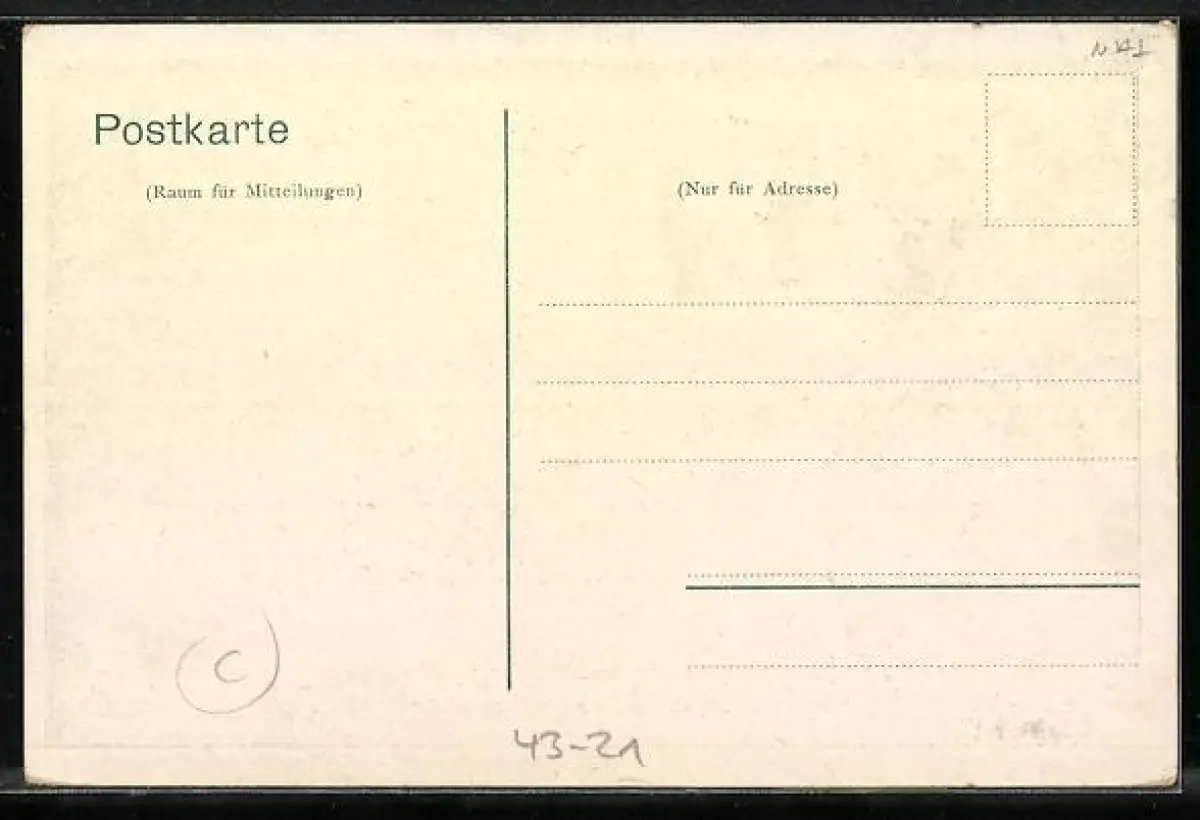 Postkarte
(Raum für Mitteilungen)
(Nur für Adresse)
C
43-21